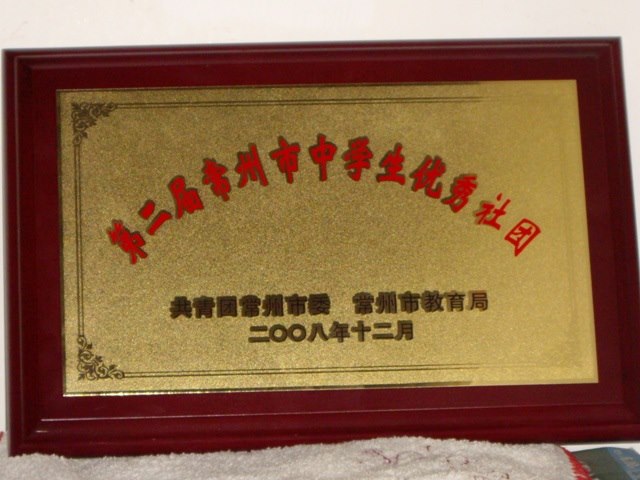 第二届常州市中学生优秀社团
共青团常州市委 常州市教育局
二〇〇八年十二月